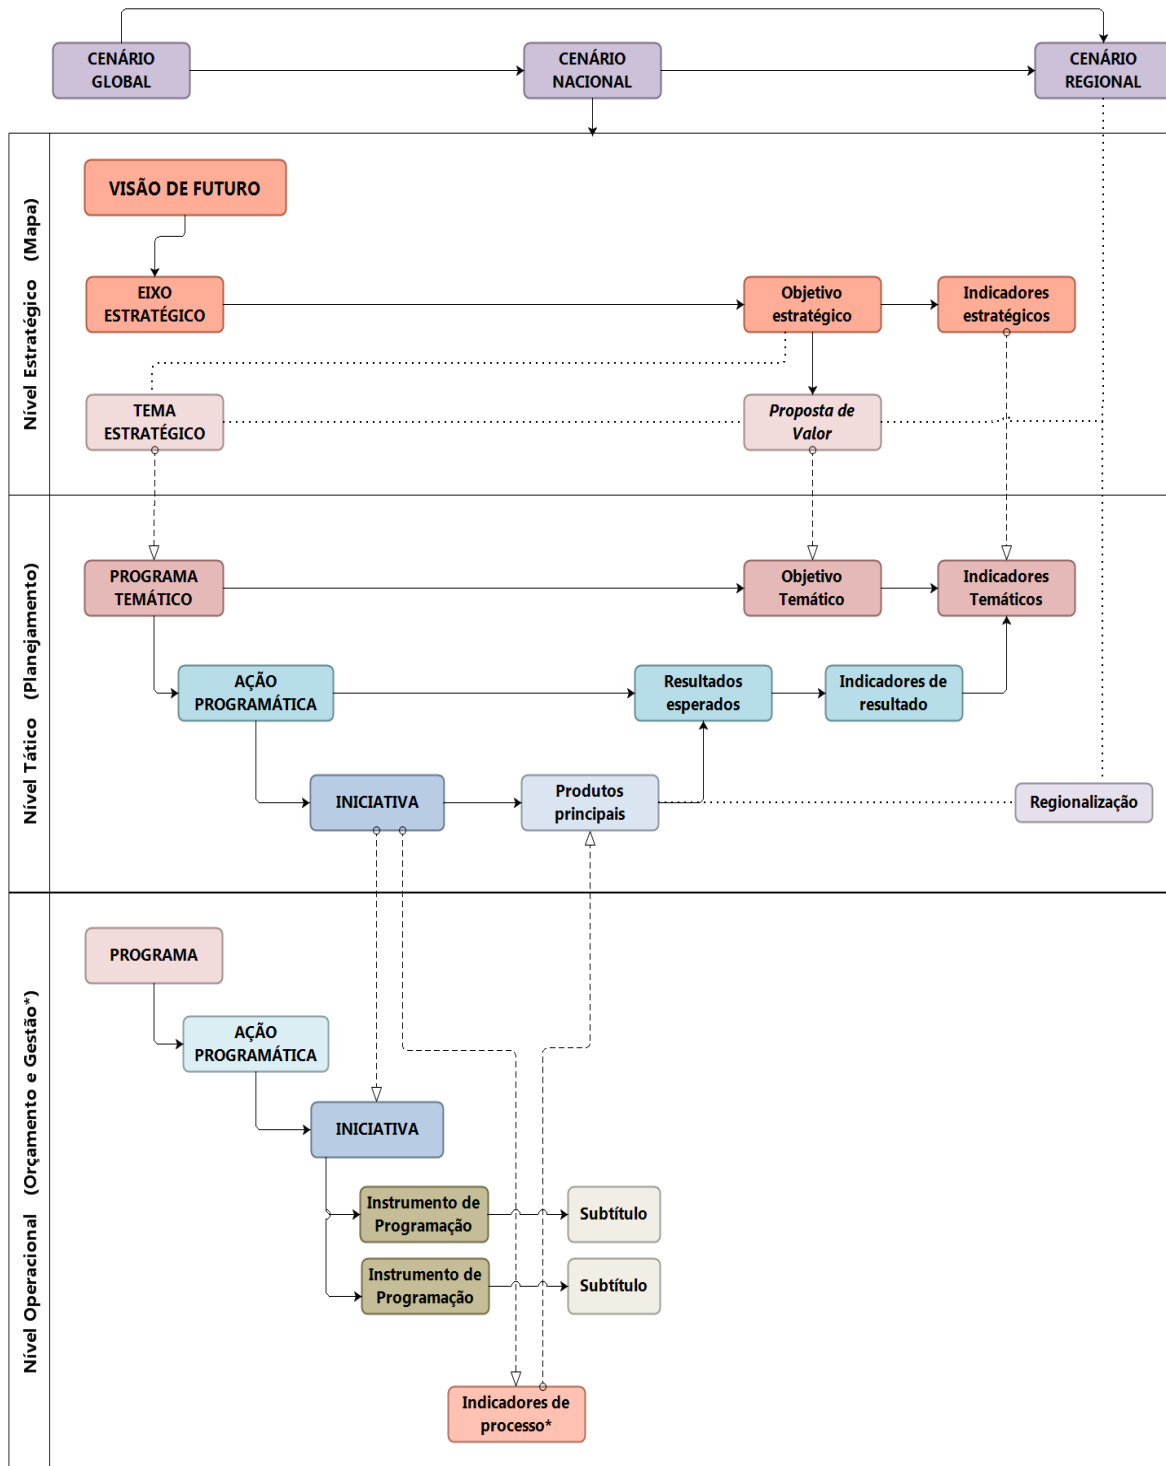 CENÁRIO
GLOBAL
CENÁRIO
NACIONAL
CENÁRIO
REGIONAL
Nível Estratégico (Mapa)
VISÃO DE FUTURO
EIXO
ESTRATÉGICO
Objetivo
estratégico
Indicadores
estratégicos
TEMA
ESTRATÉGICO
Proposta de
Valor
Nível Tático (Planejamento)
PROGRAMA
TEMÁTICO
Objetivo
Temático
Indicadores
Temáticos
AÇÃO
PROGRAMÁTICA
Resultados
esperados
Indicadores de
resultado
INICIATIVA
Produtos
principais
Regionalização
Nível Operacional (Orçamento e Gestão*)
PROGRAMA
AÇÃO
PROGRAMÁTICA
INICIATIVA
Instrumento de
Programação
Subtítulo
Instrumento de
Programação
Subtítulo
Indicadores de
processo*